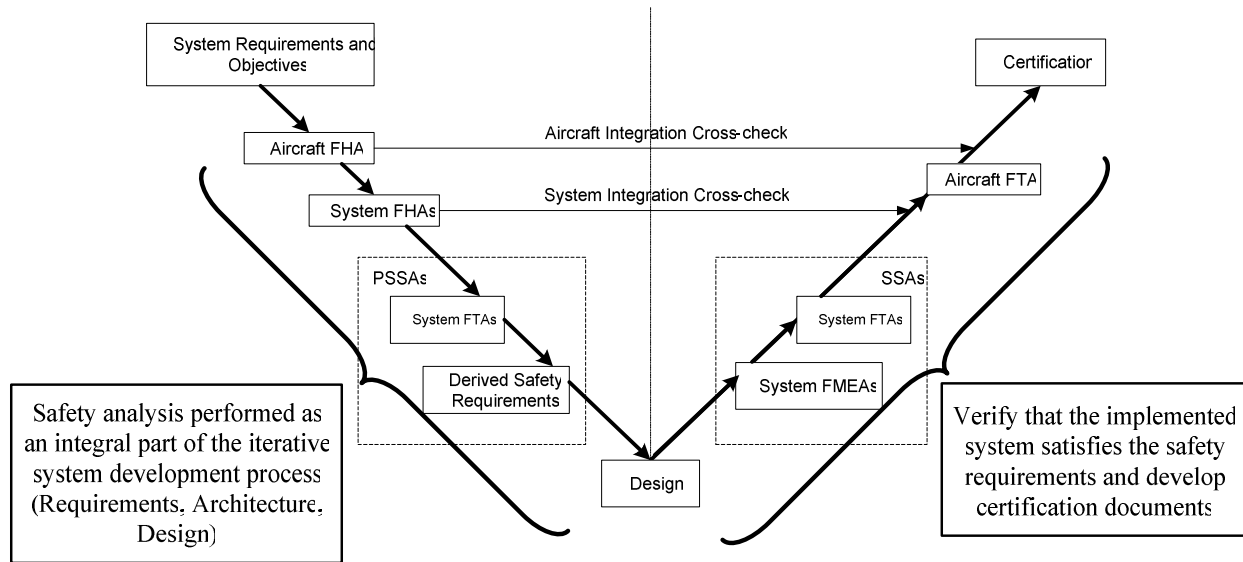 System Requirements and
Objectives
Certification
Aircraft Integration Cross-check
Aircraft FHA
Aircraft FTA
System Integration Cross-check
System FHAs
PSSAs
SSAs
System FTAs
System FTAs
Derived Safety
Requirements
System FMEAs
Design
Safety analysis performed as
an integral part of the iterative
system development process
(Requirements, Architecture,
Design)
Verify that the implemented
system satisfies the safety
requirements and develop
certification documents